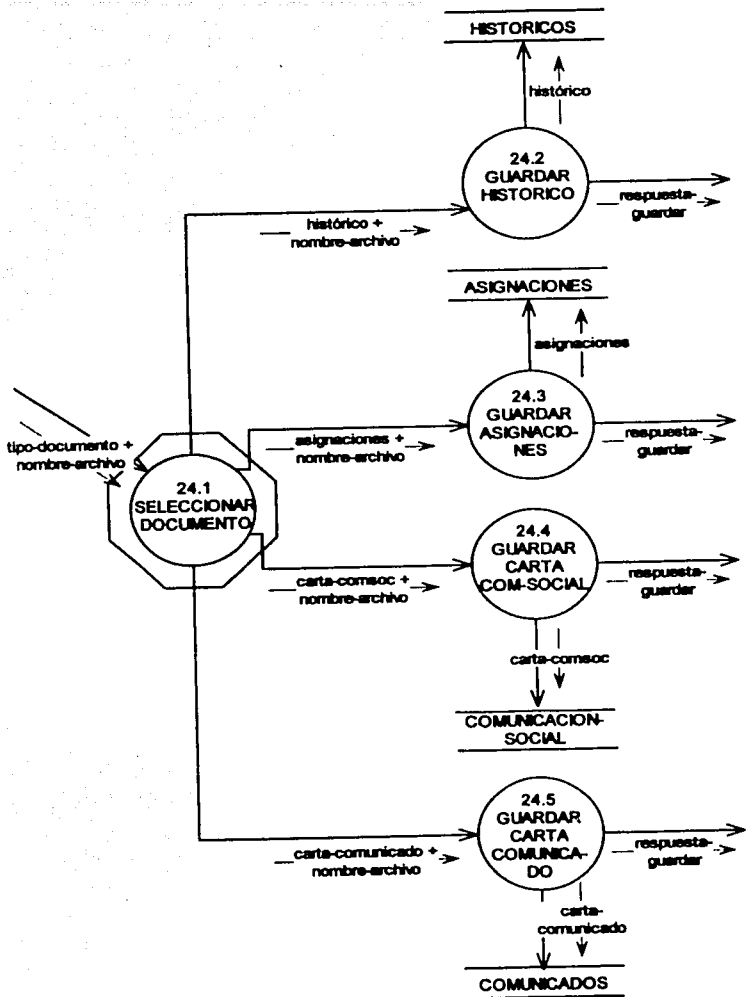 HISTORICOS
histórico
24.2
GUARDAR
HISTORICO
respuesta-
guardar
histórico +
nombre-archivo
ASIGNACIONES
asignaciones
24.3
GUARDAR
ASIGNACIO-
NES
respuesta-
guardar
asignaciones +
nombre-archivo
tipo-documento +
nombre-archivo
24.1
SELECCIONAR
DOCUMENTO
24.4
GUARDAR
CARTA
COM-SOCIAL
respuesta-
guardar
carta-comsoc +
nombre-archivo
carta-comsoc
COMUNICACION-
SOCIAL
24.5
GUARDAR
CARTA
COMUNICA-
DO
respuesta-
guardar
carta-comunicado +
nombre-archivo
carta-
comunicado
COMUNICADOS